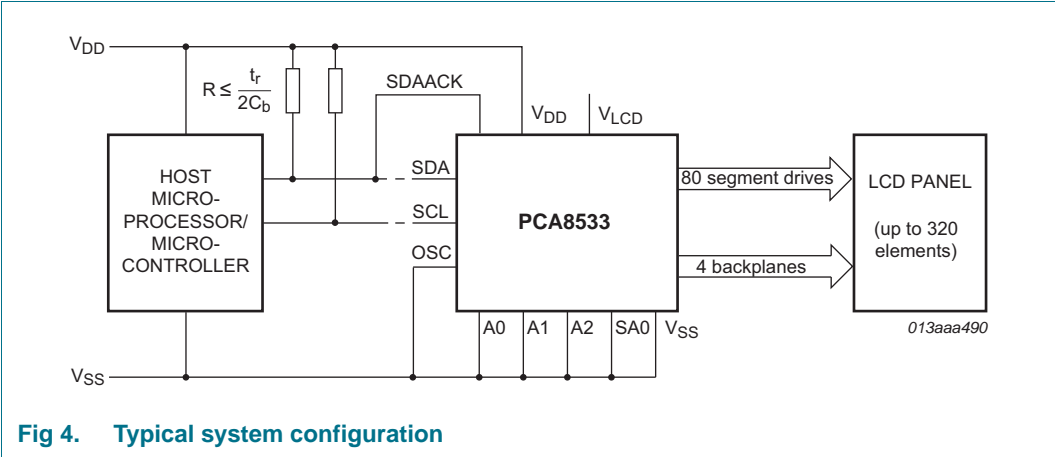 VDD
R ≤ tr
2Cb
SDAACK
VDD
VLCD
HOST
MICRO-
PROCESSOR/
MICRO-
CONTROLLER
SDA
SCL
OSC
PCA8533
80 segment drives
4 backplanes
LCD PANEL
(up to 320
elements)
A0
A1
A2
SA0
VSS
013aaa490
VSS
Fig 4. Typical system configuration